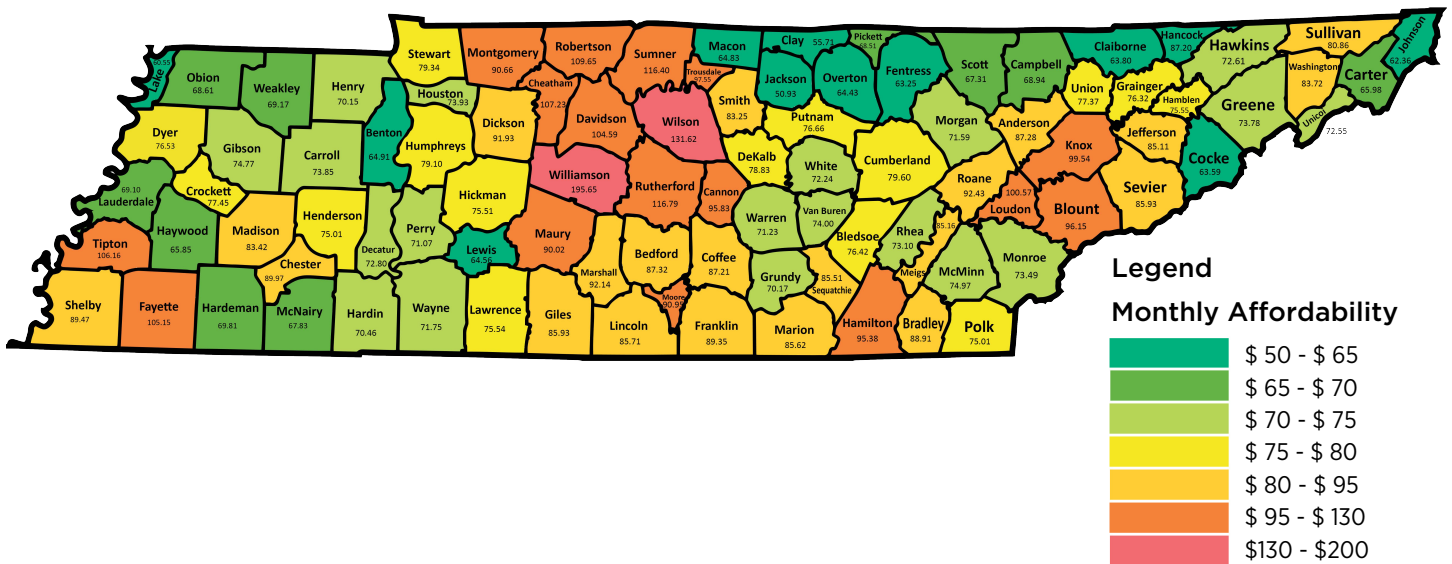 Lake
60.55
Obion
68.61
Weakley
69.17
Henry
70.15
Stewart
79.34
Houston
73.93
Montgomery
90.66
Robertson
109.65
Cheatham
107.23
Sumner
116.40
Trousdale
97.55
Macon
64.83
Clay 55.71
Pickett
68.51
Jackson
50.93
Overton
64.43
Fentress
63.25
Scott
67.31
Campbell
68.94
Claiborne
63.80
Hancock
87.20
Hawkins
72.61
Sullivan
80.86
Johnson
62.36
Carter
65.98
Washington
83.72
Unicoi
72.55
Greene
73.78
Union
77.37
Grainger
76.32
Hamblen
75.55
Dyer
76.53
Gibson
74.77
Carroll
73.85
Benton
64.91
Humphreys
79.10
Dickson
91.93
Davidson
104.59
Wilson
131.62
Smith
83.25
Putnam
76.66
DeKalb
78.83
White
72.24
Cumberland
79.60
Morgan
71.59
Anderson
87.28
Knox
99.54
Jefferson
85.11
Cocke
63.59
69.10
Lauderdale
Crockett
77.45
Haywood
65.85
Madison
83.42
Henderson
75.01
Decatur
72.80
Perry
71.07
Hickman
75.51
Lewis
64.56
Williamson
195.65
Maury
90.02
Rutherford
116.79
Cannon
95.83
Warren
71.23
Van Buren
74.00
Bledsoe
76.42
Rhea
73.10
Roane
92.43
100.57
Loudon
Blount
96.15
Sevier
85.93
Tipton
106.16
Chester
89.97
Marshall
92.14
Bedford
87.32
Coffee
87.21
Moore
90.95
Grundy
70.17
85.51
Sequatchie
85.16
Meigs
McMinn
74.97
Monroe
73.49
Shelby
89.47
Fayette
105.15
Hardeman
69.81
McNairy
67.83
Hardin
70.46
Wayne
71.75
Lawrence
75.54
Giles
85.93
Lincoln
85.71
Franklin
89.35
Marion
85.62
Hamilton
95.38
Bradley
88.91
Polk
75.01
Legend
Monthly Affordability
$ 50 - $ 65
$ 65 - $ 70
$ 70 - $ 75
$ 75 - $ 80
$ 80 - $ 95
$ 95 - $ 130
$130 - $200